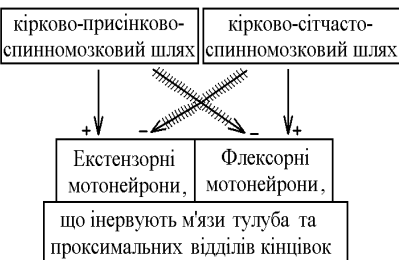 кірково-присінково-
спинномозковий шлях
кірково-сітчасто-
спинномозковий шлях
+ − − +
Екстензорні
мотонейрони,
Флексорні
мотонейрони,
що інервують м'язи тулуба та
проксимальних відділів кінцівок